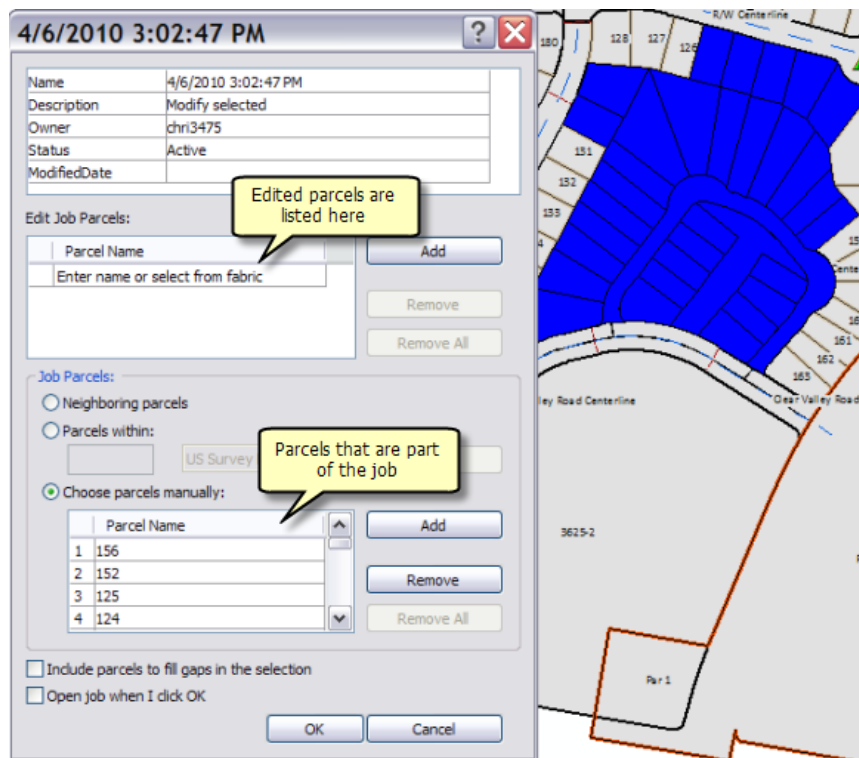 4/6/2010 3:02:47 PM
?
Name 4/6/2010 3:02:47 PM
Description Modify selected
Owner chri3475
Status Active
ModifiedDate
Edited parcels are
listed here
Edit Job Parcels:
Parcel Name
Enter name or select from fabric
Add
Remove
Remove All
Job Parcels:
Neighboring parcels
Parcels within:
US Survey
Parcels that are part
of the job
Choose parcels manually:
Parcel Name
1 156
2 152
3 125
4 124
Add
Remove
Remove All
Include parcels to fill gaps in the selection
Open job when I click OK
OK
Cancel
R/W Centerline
180
128
127
126
131
132
133
4
15
Cente
16
161
162
163
ley Road Centerline
Clear Valley Road
3625-2
Par 1